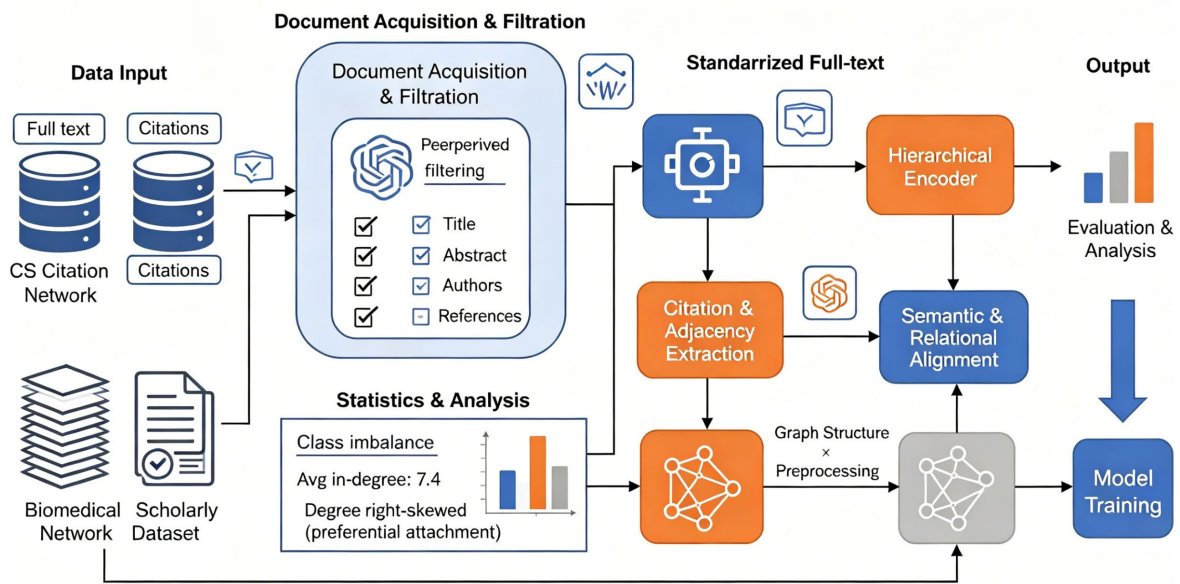 Document Acquisition & Filtration
Data Input
Full text
Citations
CS Citation
Network
Citations
Document Acquisition
& Filtration
Peerperived
filtering
Title
Abstract
Authors
References
Standarrized Full-text
W
Hierarchical
Encoder
Output
Evaluation &
Analysis
Citation &
Adjacency
Extraction
Semantic &
Relational
Alignment
Biomedical
Network
Scholarly
Dataset
Statistics & Analysis
Class imbalance
Avg in-degree: 7.4
Degree right-skewed
(preferential attachment)
Graph Structure
×
Preprocessing
Model
Training